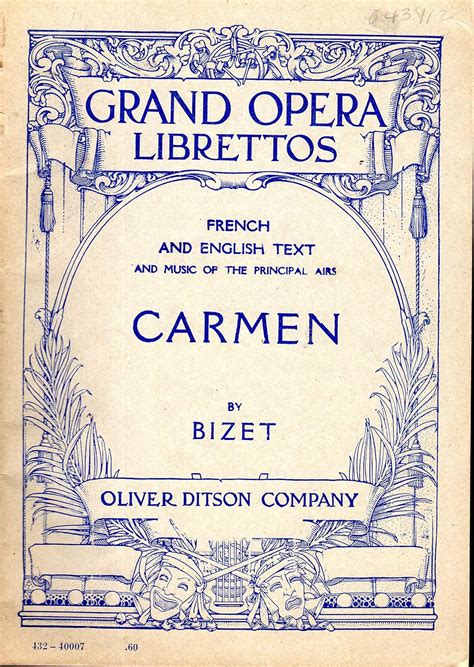 GRAND OPERA
LIBRETTOS
FRENCH
AND ENGLISH TEXT
AND MUSIC OF THE PRINCIPAL AIRS
CARMEN
BY
BIZET
OLIVER DITSON COMPANY
432–40007 .60